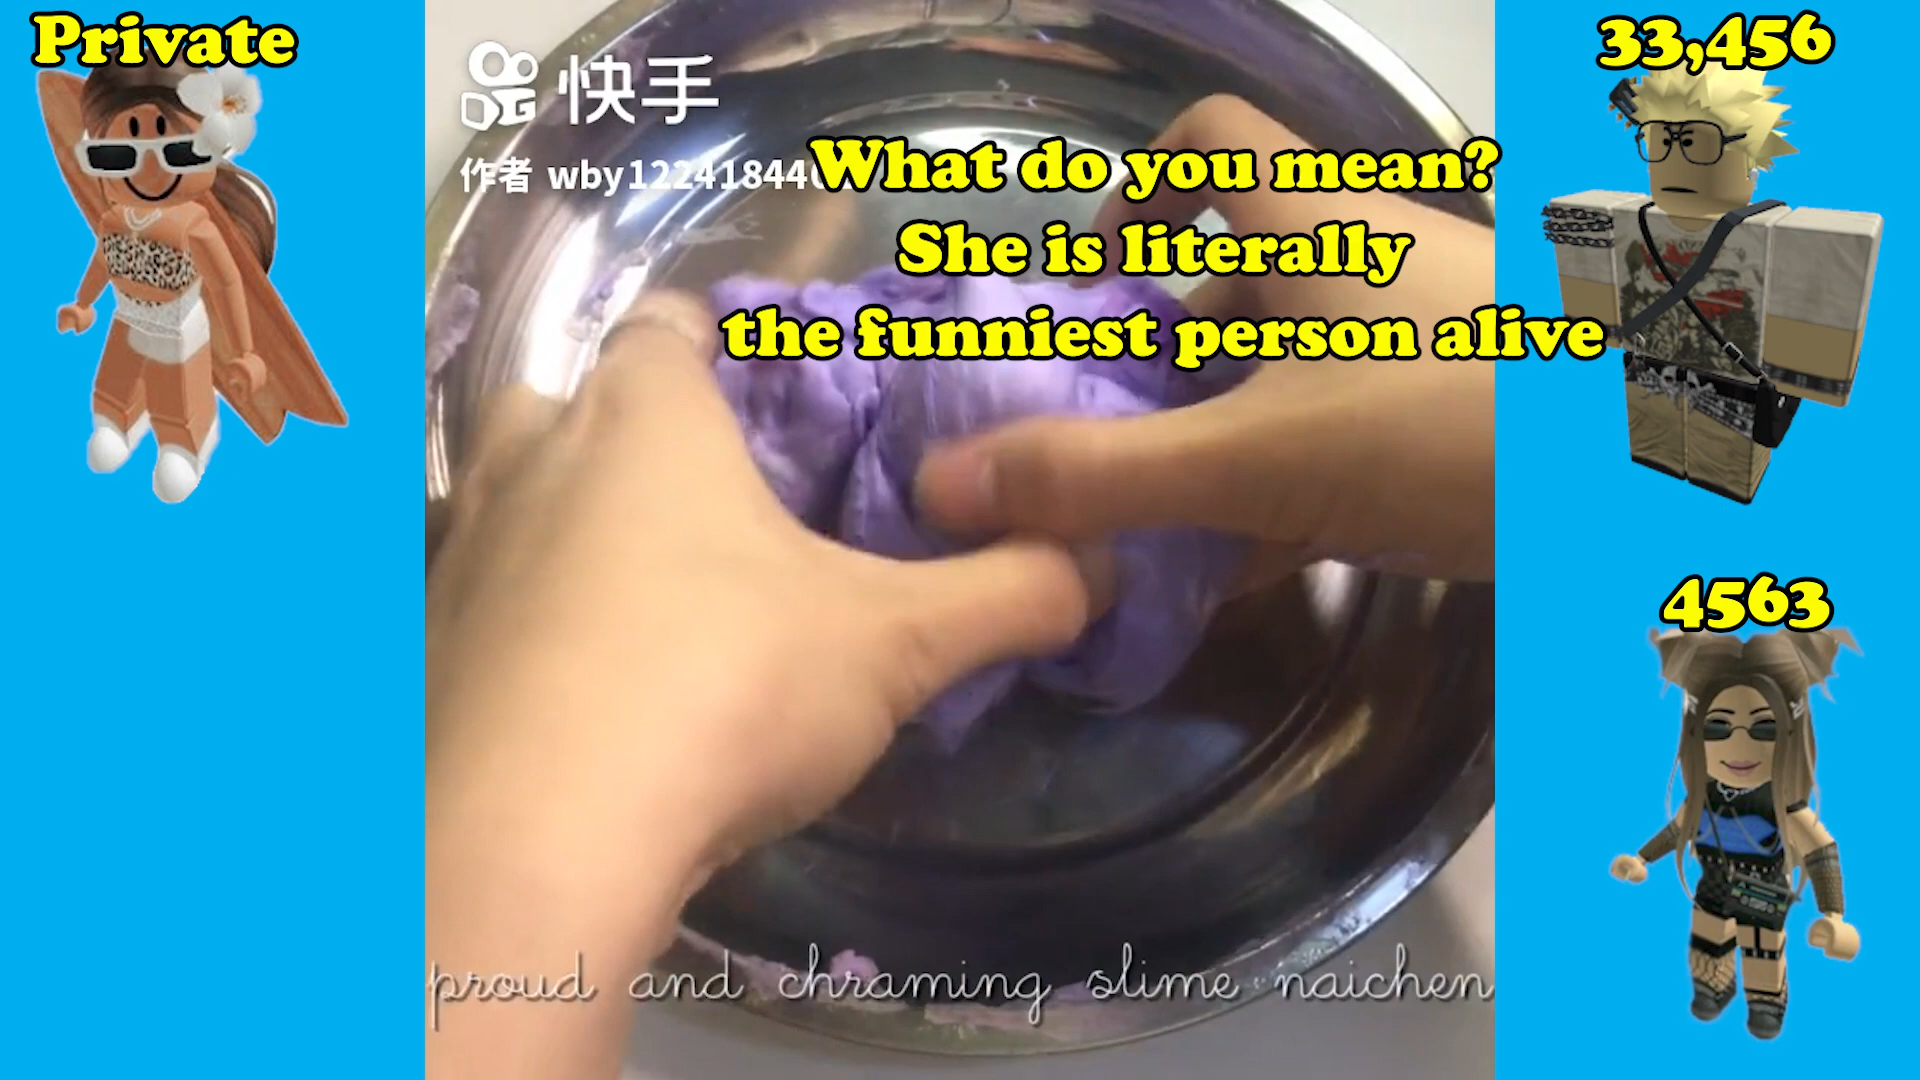 Private
33,456
快手
作者 wby122418440
What do you mean?
She is literally
the funniest person alive
4563
proud and chraming slime naichen